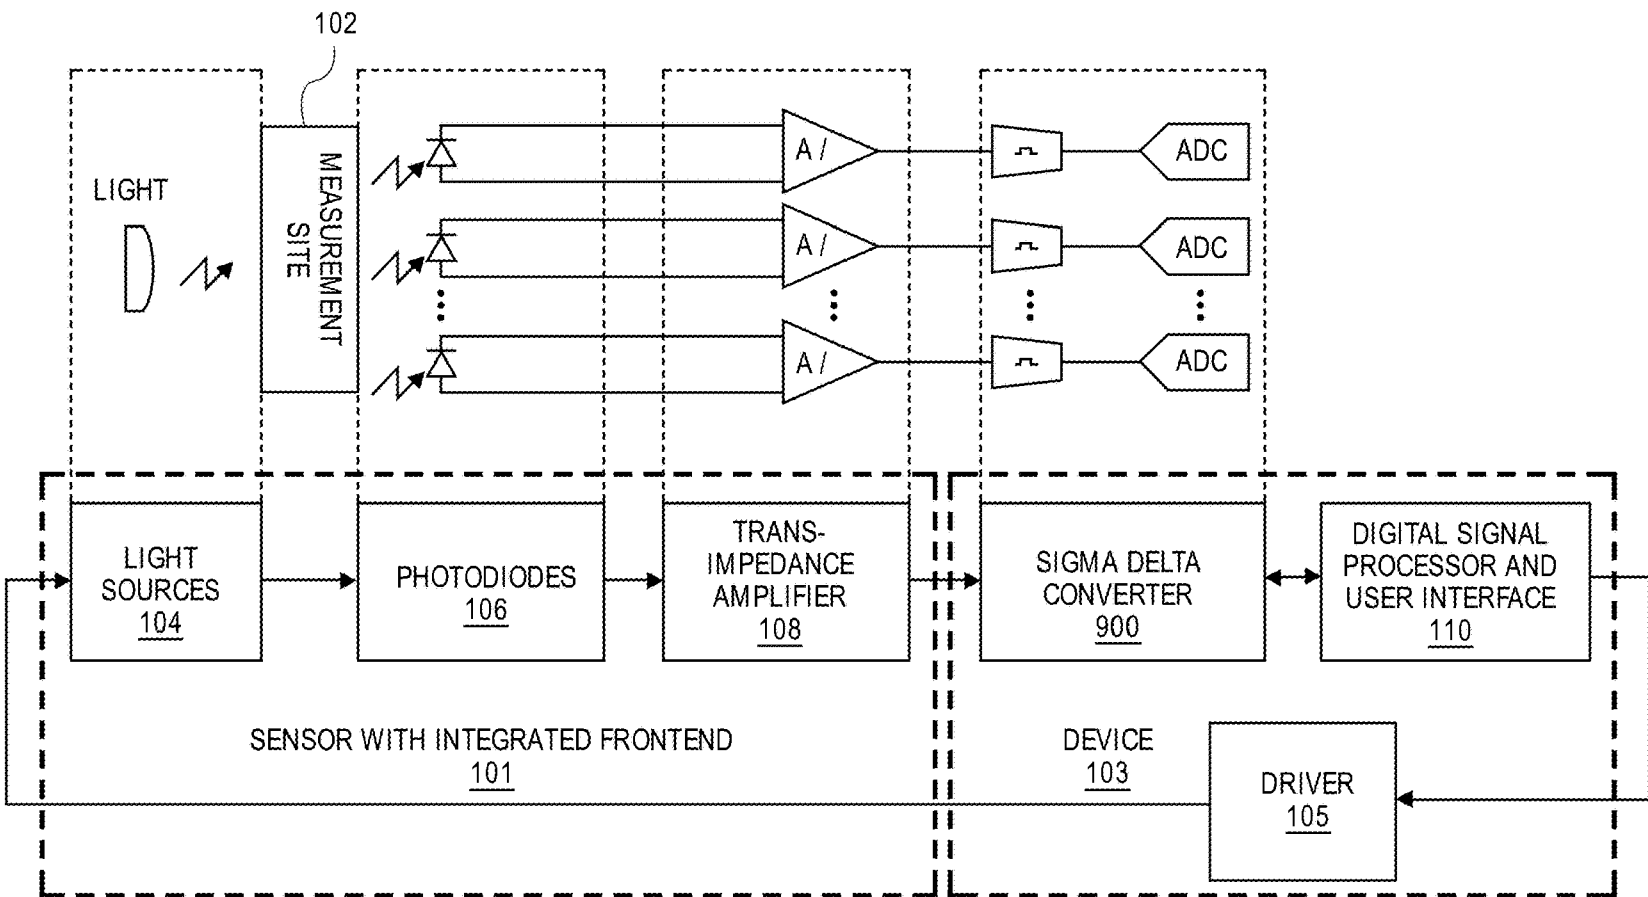 102
LIGHT
MEASUREMENT
SITE
A /
ADC
A /
ADC
A /
ADC
LIGHT
SOURCES
104
PHOTODIODES
106
TRANS-
IMPEDANCE
AMPLIFIER
108
SIGMA DELTA
CONVERTER
900
DIGITAL SIGNAL
PROCESSOR AND
USER INTERFACE
110
SENSOR WITH INTEGRATED FRONTEND
101
DEVICE
103
DRIVER
105